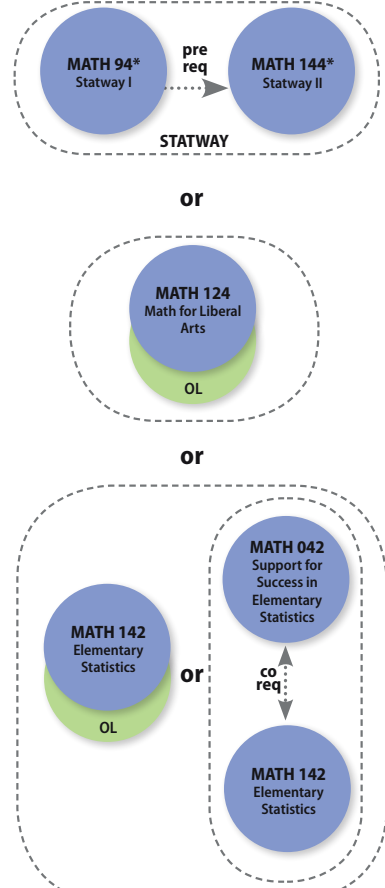 MATH 94*
Statway I
pre
req
MATH 144*
Statway II
STATWAY
or
MATH 124
Math for Liberal
Arts
OL
or
MATH 142
Elementary
Statistics
OL
or
MATH 042
Support for
Success in
Elementary
Statistics
co
req
MATH 142
Elementary
Statistics